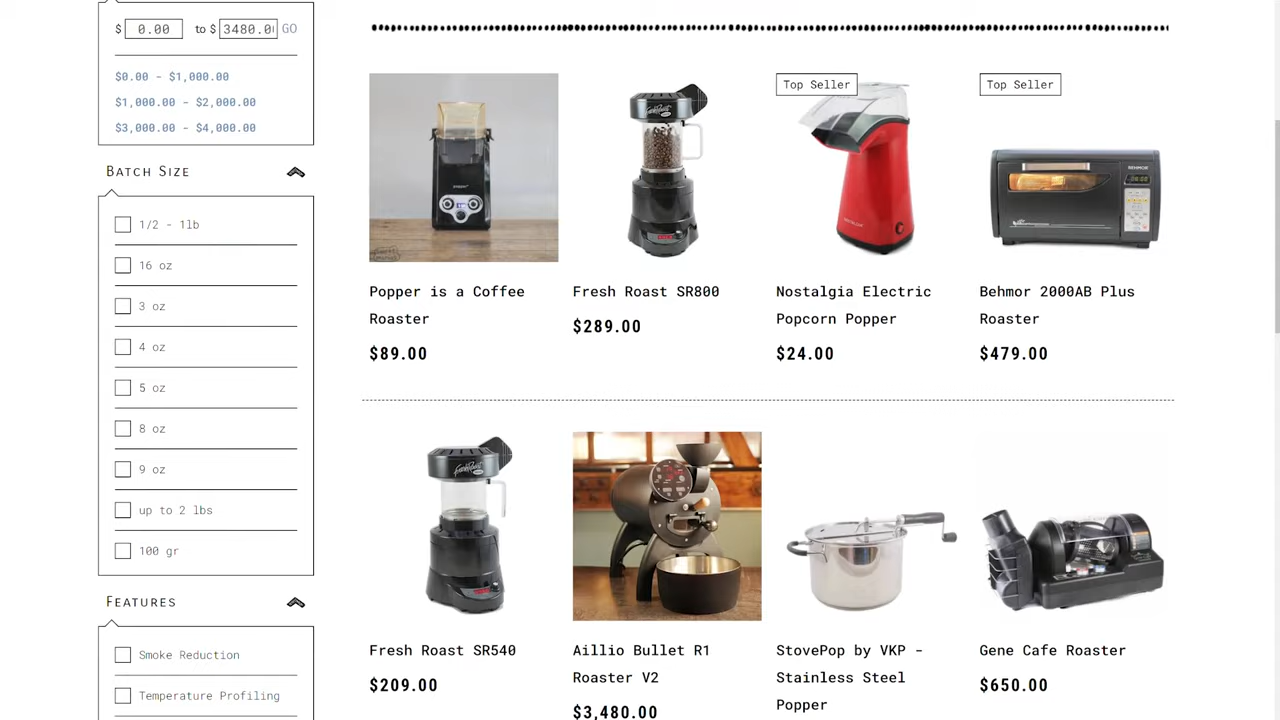 $ 0.00 to $ 3480.0 GO
$0.00 - $1,000.00
$1,000.00 - $2,000.00
$3,000.00 - $4,000.00
Batch Size
1/2 - 1lb
16 oz
3 oz
4 oz
5 oz
8 oz
9 oz
up to 2 lbs
100 gr
Features
Smoke Reduction
Temperature Profiling
Popper is a Coffee
Roaster
$89.00
Fresh Roast SR800
$289.00
Top Seller
Nostalgia Electric
Popcorn Popper
$24.00
Top Seller
BEHMOR
Behmor 2000AB Plus
Roaster
$479.00
Fresh Roast SR540
$209.00
Aillio Bullet R1
Roaster V2
$3,480.00
StovePop by VKP -
Stainless Steel
Popper
Gene Cafe Roaster
$650.00